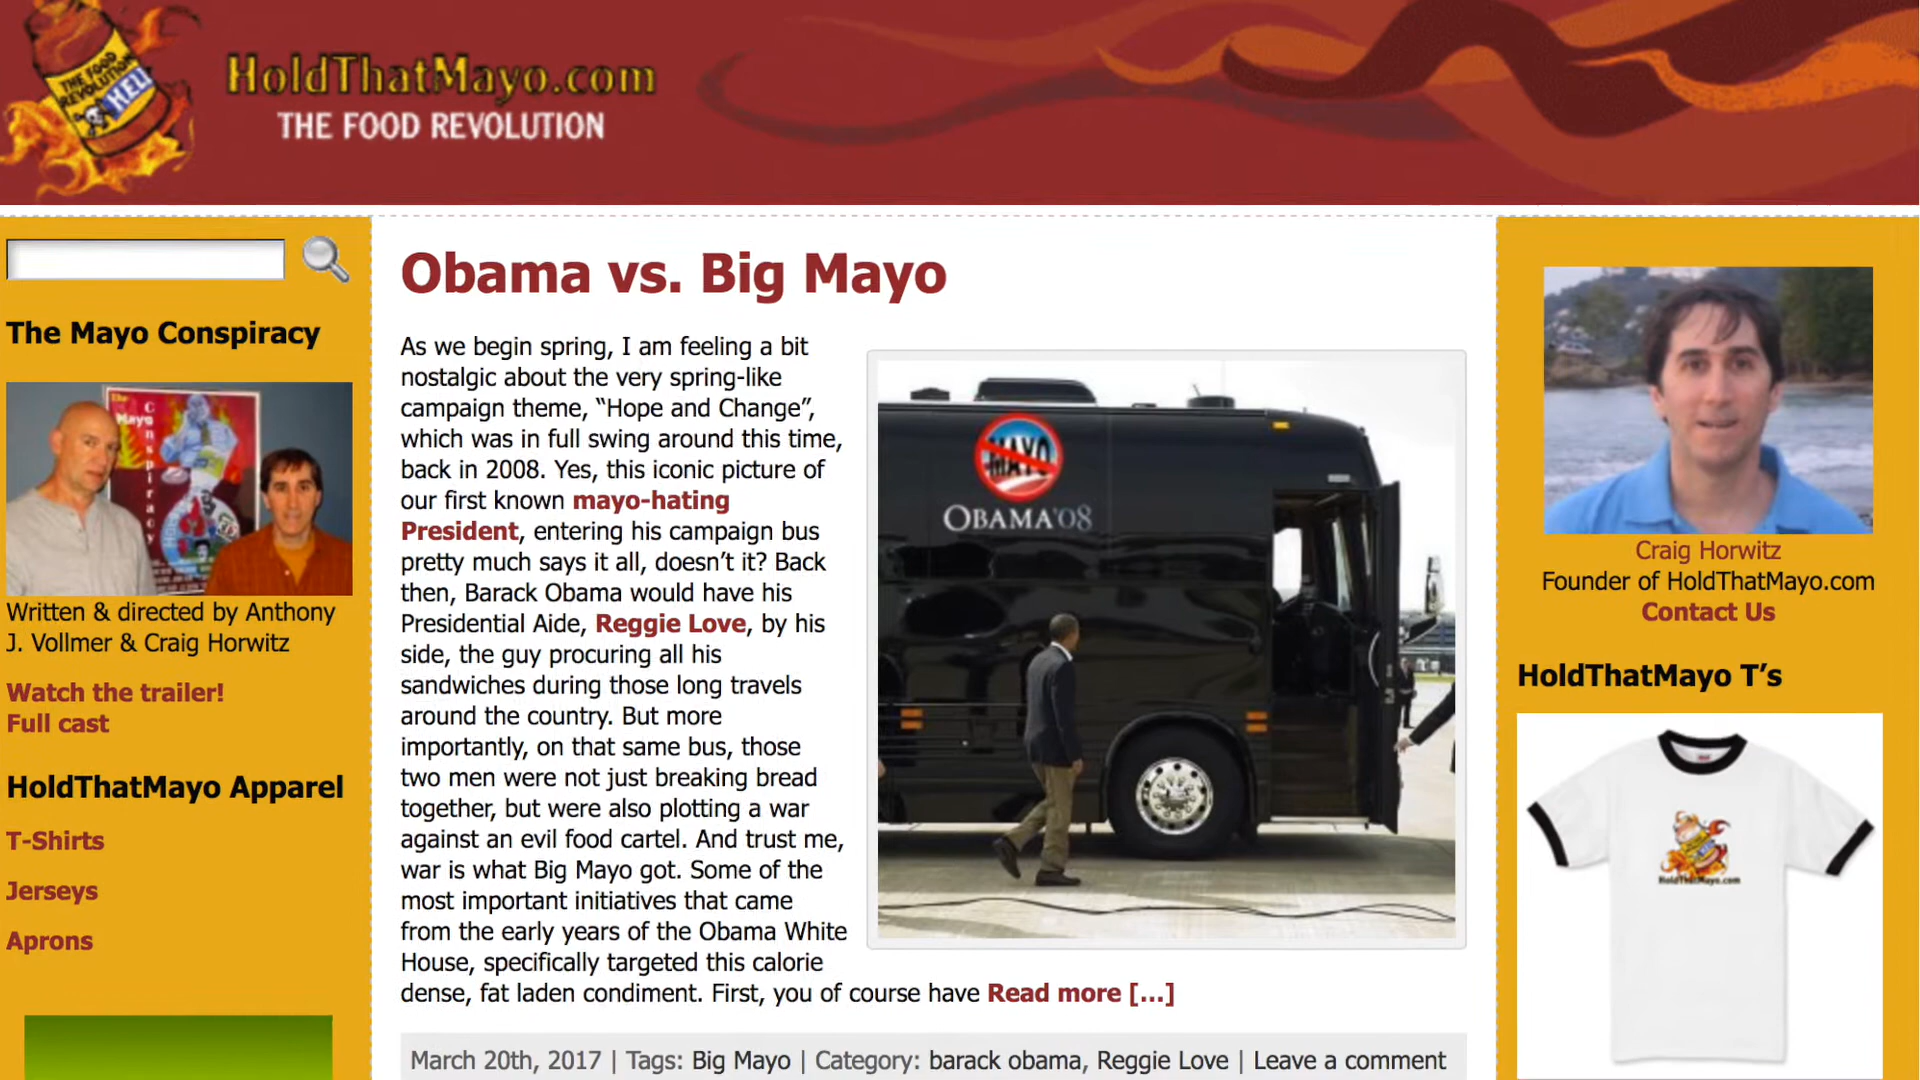 THE FOOD
REVOLUTION
HELL
HoldThatMayo.com
THE FOOD REVOLUTION
The Mayo Conspiracy
The
Mayo
Conspiracy
Written & directed by Anthony
J. Vollmer & Craig Horwitz
Watch the trailer!
Full cast
HoldThatMayo Apparel
T-Shirts
Jerseys
Aprons
Obama vs. Big Mayo
As we begin spring, I am feeling a bit
nostalgic about the very spring-like
campaign theme, “Hope and Change”,
which was in full swing around this time,
back in 2008. Yes, this iconic picture of
our first known mayo-hating
President, entering his campaign bus
pretty much says it all, doesn’t it? Back
then, Barack Obama would have his
Presidential Aide, Reggie Love, by his
side, the guy procuring all his
sandwiches during those long travels
around the country. But more
importantly, on that same bus, those
two men were not just breaking bread
together, but were also plotting a war
against an evil food cartel. And trust me,
war is what Big Mayo got. Some of the
most important initiatives that came
from the early years of the Obama White
House, specifically targeted this calorie
dense, fat laden condiment. First, you of course have Read more [...]
MAYO
OBAMA'08
March 20th, 2017 | Tags: Big Mayo | Category: barack obama, Reggie Love | Leave a comment
Craig Horwitz
Founder of HoldThatMayo.com
Contact Us
HoldThatMayo T’s
HoldThatMayo.com